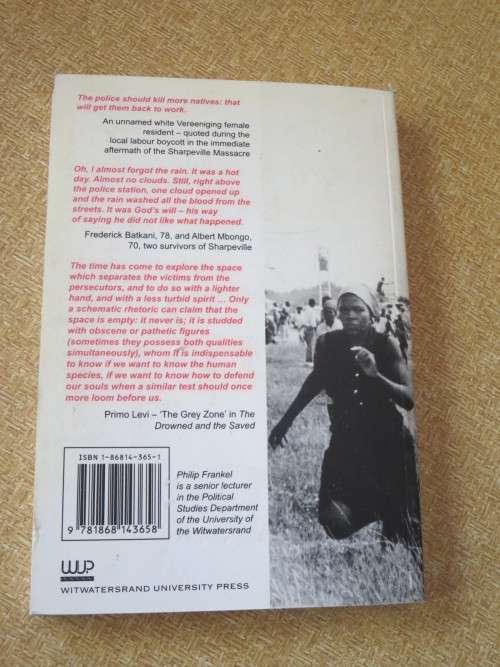 The police should kill more natives: that
will get them back to work.
An unnamed white Vereeniging female
resident – quoted during the
local labour boycott in the immediate
aftermath of the Sharpeville Massacre
Oh, I almost forgot the rain. It was a hot
day. Almost no clouds. Still, right above
the police station, one cloud opened up
and the rain washed all the blood from the
streets. It was God's will – his way
of saying he did not like what happened.
Frederick Batkani, 78, and Albert Mbongo,
70, two survivors of Sharpeville
The time has come to explore the space
which separates the victims from the
persecutors, and to do so with a lighter
hand, and with a less turbid spirit ... Only
a schematic rhetoric can claim that the
space is empty: it never is; it is studded
with obscene or pathetic figures
(sometimes they possess both qualities
simultaneously), whom it is indispensable
to know if we want to know the human
species, if we want to know how to defend
our souls when a similar test should once
more loom before us.
Primo Levi – 'The Grey Zone' in The
Drowned and the Saved
ISBN 1-86814-365-1
9 781868 143658
Philip Frankel
is a senior lecturer
in the Political
Studies Department
of the University of
the Witwatersrand
WUP
WITWATERSRAND UNIVERSITY PRESS